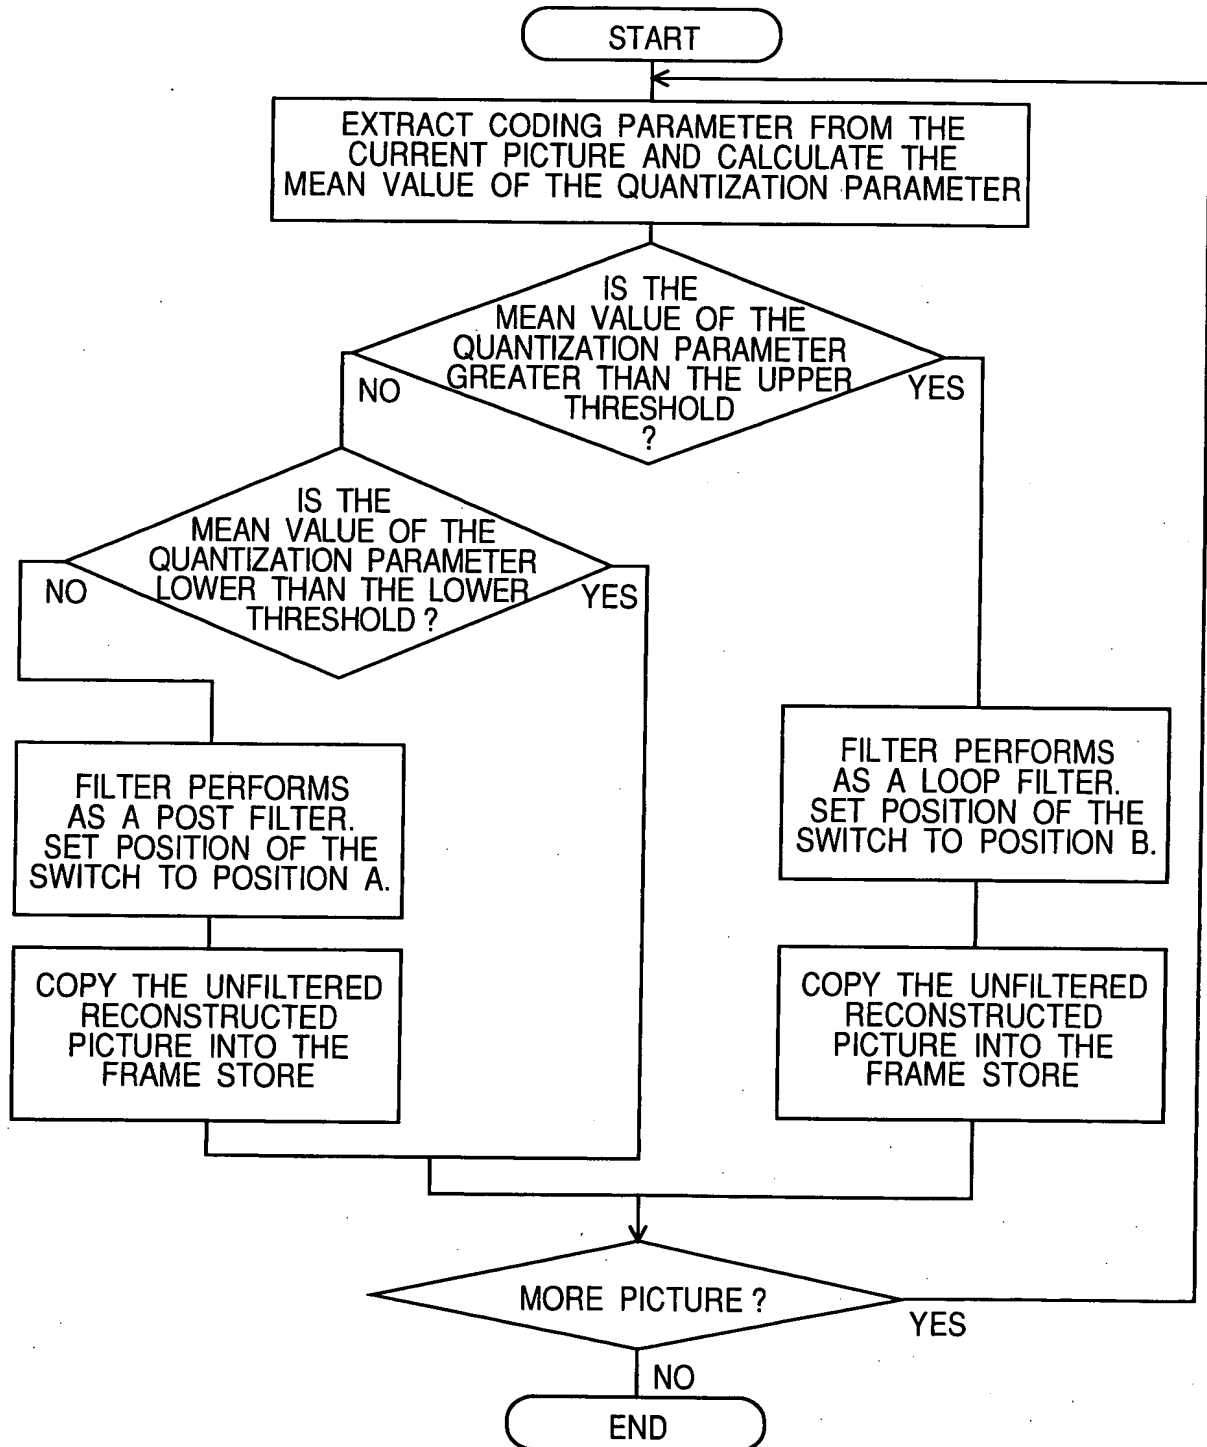 START
EXTRACT CODING PARAMETER FROM THE
CURRENT PICTURE AND CALCULATE THE
MEAN VALUE OF THE QUANTIZATION PARAMETER
IS THE
MEAN VALUE OF THE
QUANTIZATION PARAMETER
GREATER THAN THE UPPER
THRESHOLD
?
NO
YES
IS THE
MEAN VALUE OF THE
QUANTIZATION PARAMETER
LOWER THAN THE LOWER
THRESHOLD ?
NO
YES
FILTER PERFORMS
AS A POST FILTER.
SET POSITION OF THE
SWITCH TO POSITION A.
FILTER PERFORMS
AS A LOOP FILTER.
SET POSITION OF THE
SWITCH TO POSITION B.
COPY THE UNFILTERED
RECONSTRUCTED
PICTURE INTO THE
FRAME STORE
COPY THE UNFILTERED
RECONSTRUCTED
PICTURE INTO THE
FRAME STORE
MORE PICTURE ?
YES
NO
END